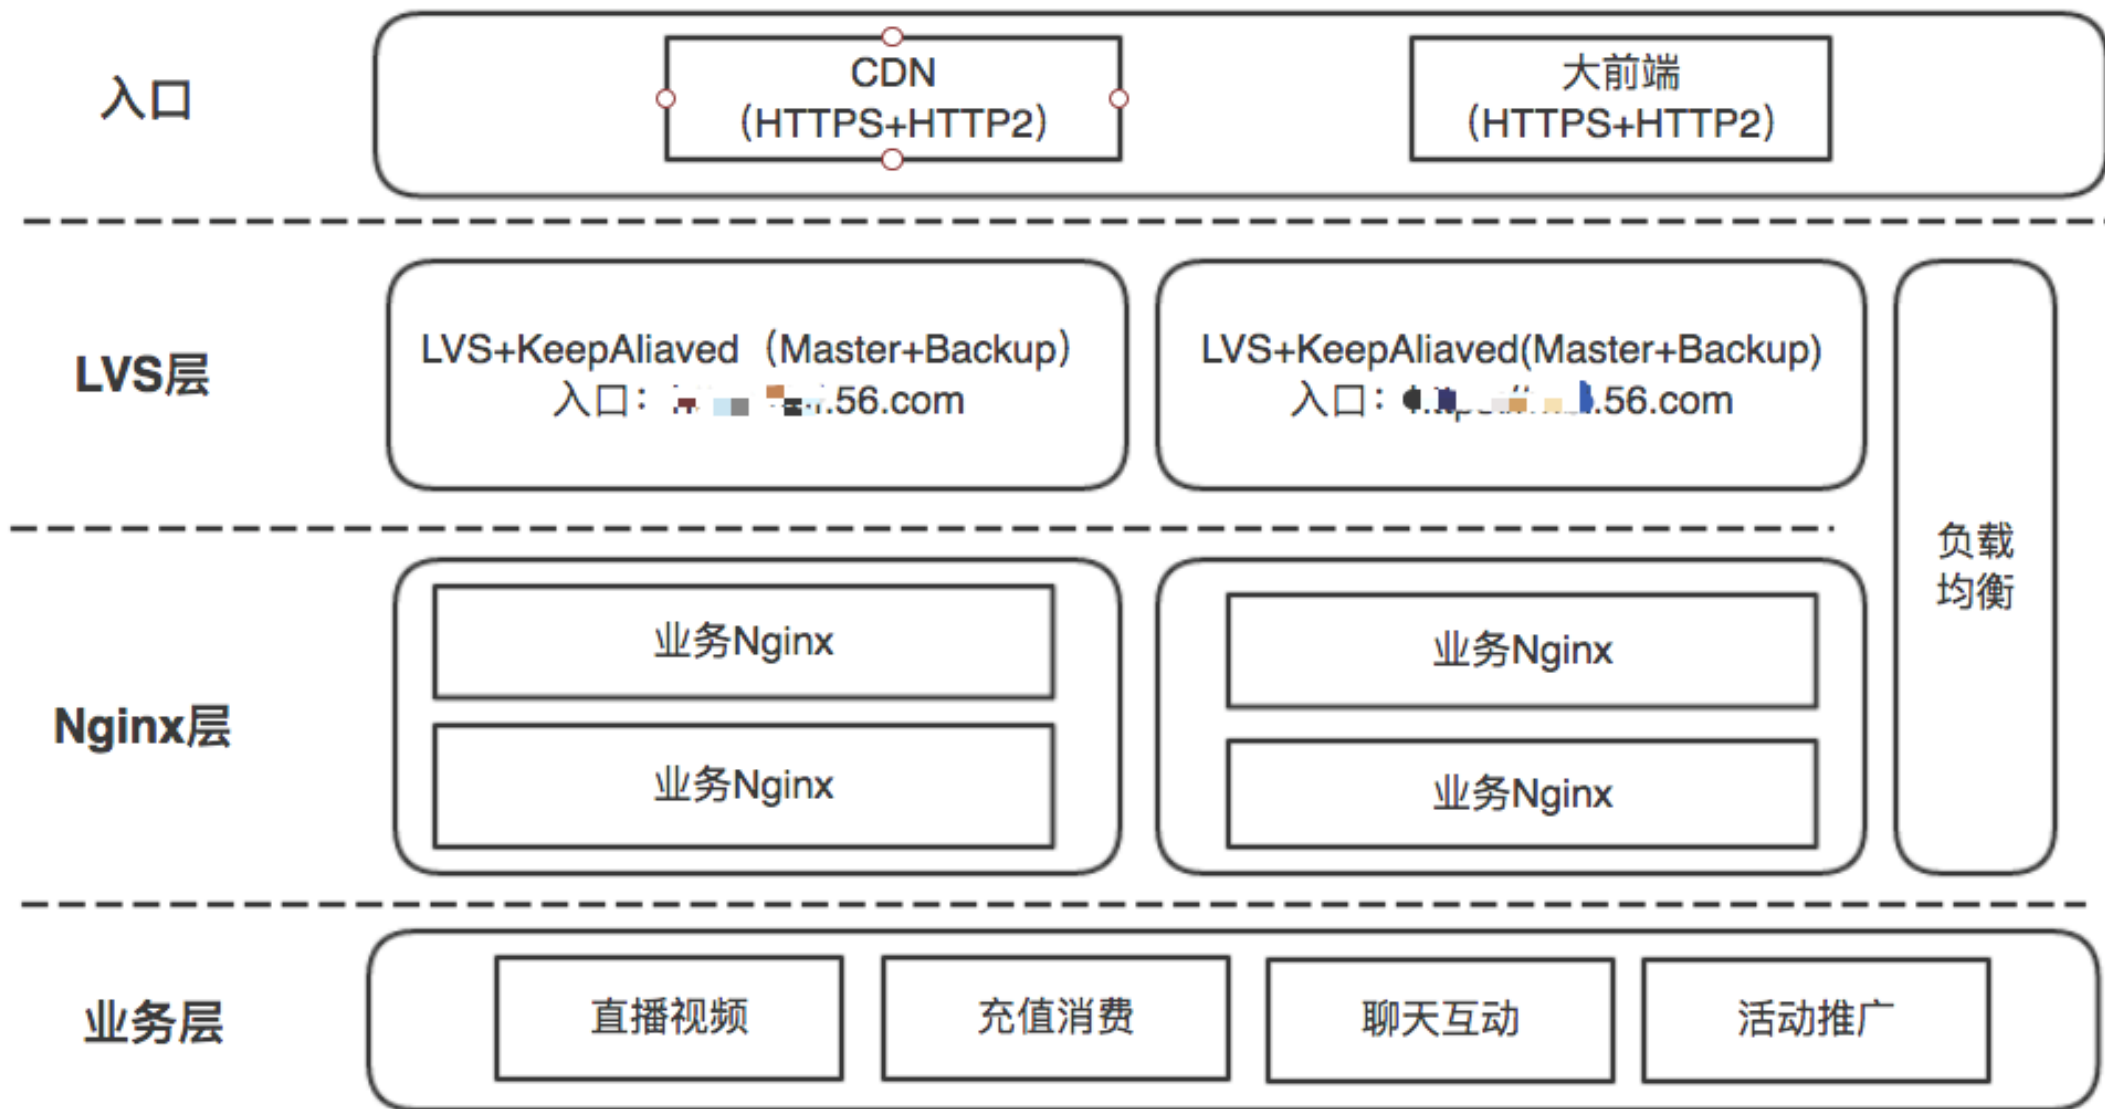 入口
CDN
（HTTPS+HTTP2）
大前端
（HTTPS+HTTP2）
LVS层
LVS+KeepAliaved（Master+Backup）
入口：.56.com
LVS+KeepAliaved(Master+Backup)
入口：.56.com
负载
均衡
Nginx层
业务Nginx
业务Nginx
业务Nginx
业务Nginx
业务层
直播视频
充值消费
聊天互动
活动推广